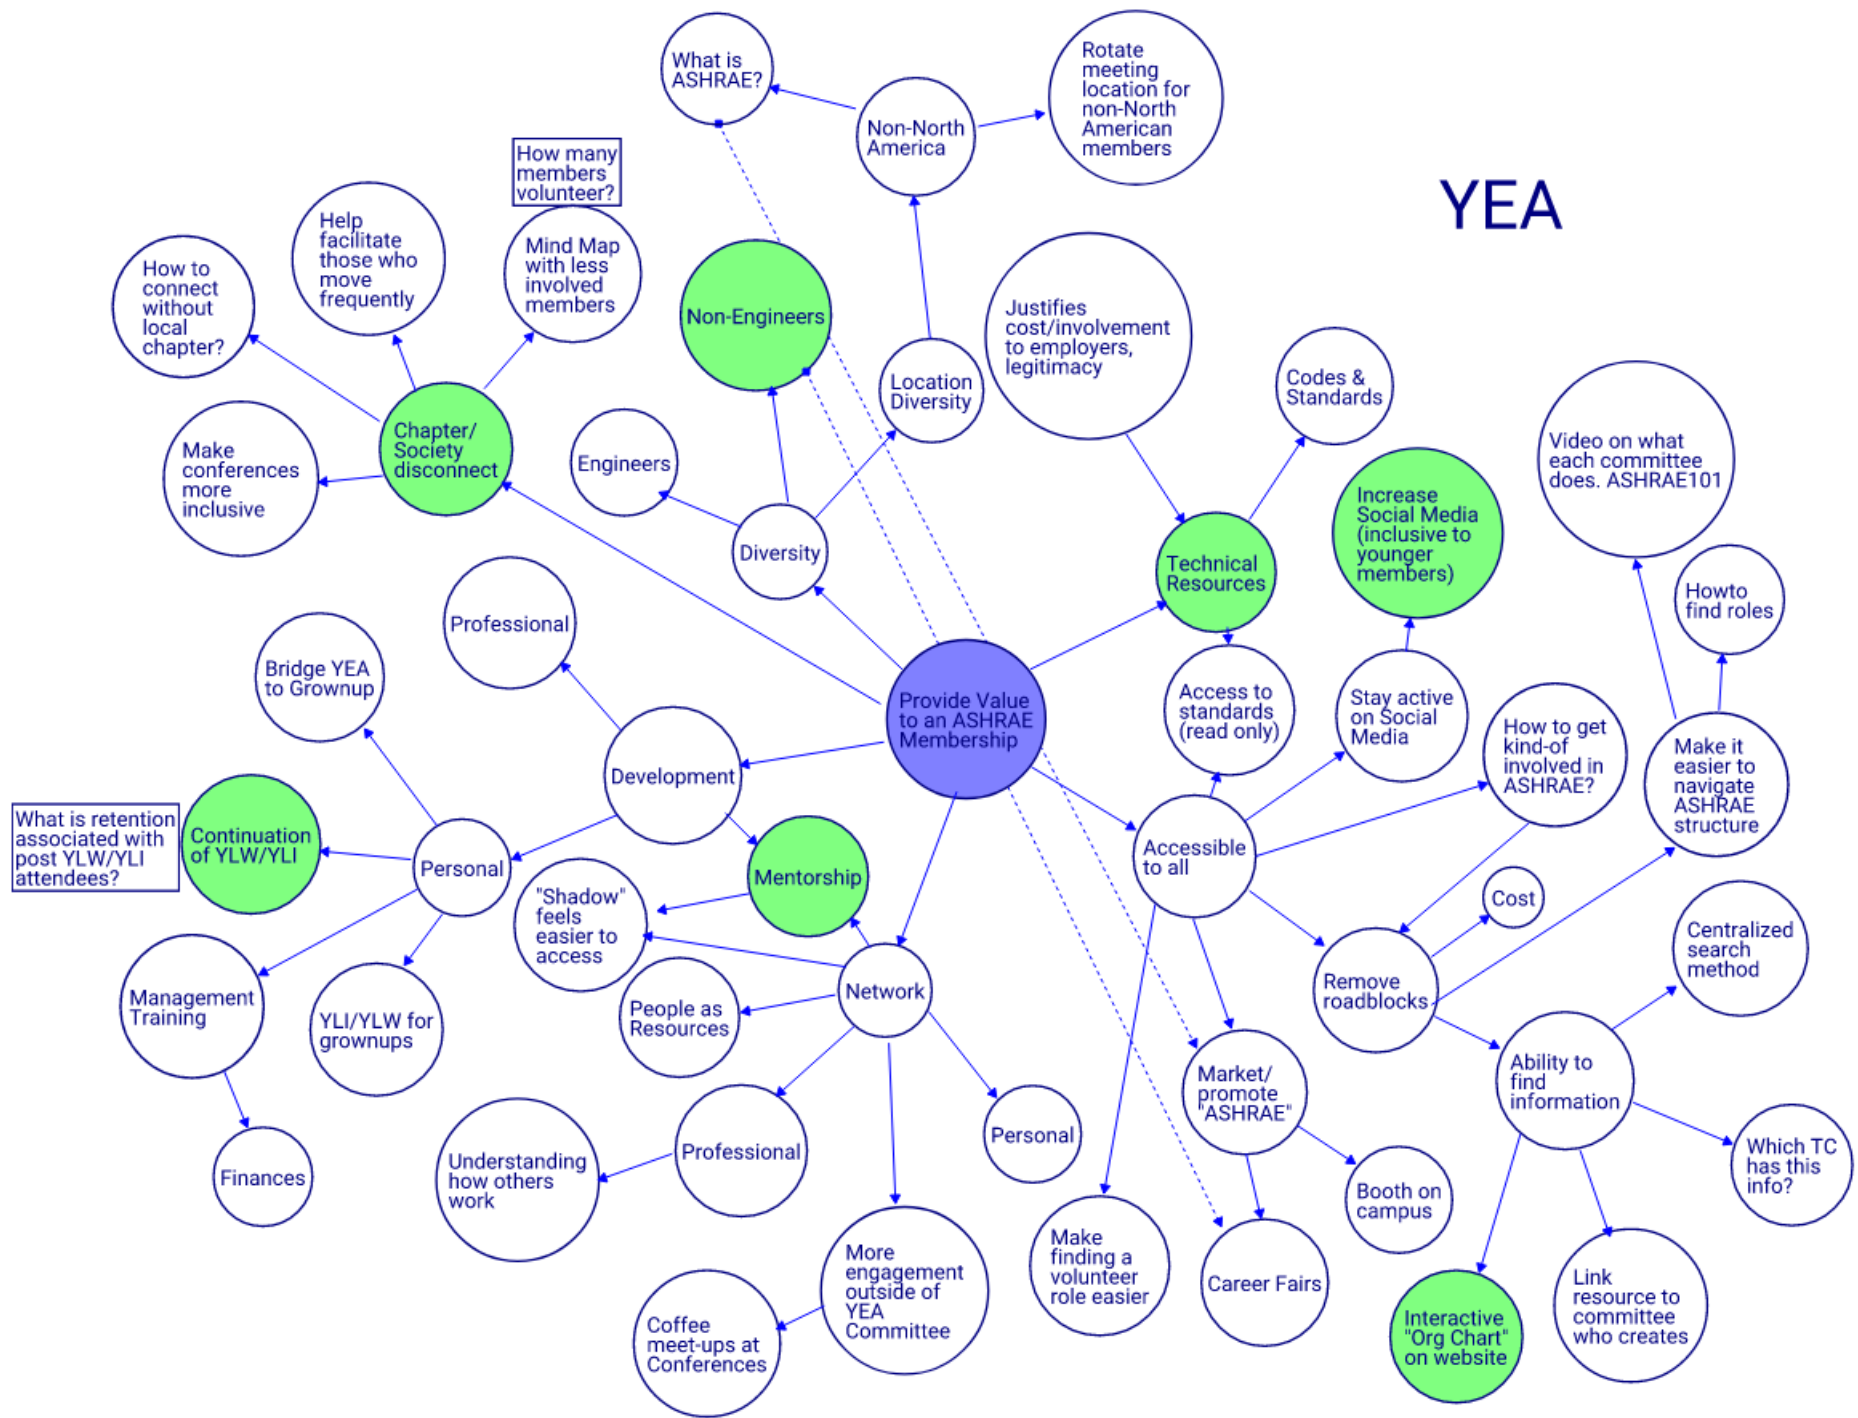 What is
ASHRAE?
Rotate
meeting
location for
non-North
American
members
Non-North
America
YEA
How many
members
volunteer?
Help
facilitate
those who
move
frequently
Mind Map
with less
involved
members
How to
connect
without
local
chapter?
Non-Engineers
Justifies
cost/involvement
to employers,
legitimacy
Location
Diversity
Codes &
Standards
Chapter/
Society
disconnect
Make
conferences
more
inclusive
Engineers
Video on what
each committee
does. ASHRAE101
Increase
Social Media
(inclusive to
younger
members)
Diversity
Technical
Resources
Howto
find roles
Professional
Bridge YEA
to Grownup
Provide Value
to an ASHRAE
Membership
Access to
standards
(read only)
Stay active
on Social
Media
How to get
kind-of
involved in
ASHRAE?
Make it
easier to
navigate
ASHRAE
structure
Development
What is retention
associated with
post YLW/YLI
attendees?
Continuation
of YLW/YLI
Personal
Mentorship
Accessible
to all
"Shadow"
feels
easier to
access
Cost
Centralized
search
method
Management
Training
YLI/YLW for
grownups
People as
Resources
Network
Remove
roadblocks
Market/
promote
"ASHRAE"
Ability to
find
information
Finances
Understanding
how others
work
Professional
Personal
Booth on
campus
Which TC
has this
info?
More
engagement
outside of
YEA
Committee
Coffee
meet-ups at
Conferences
Make
finding a
volunteer
role easier
Career Fairs
Interactive
"Org Chart"
on website
Link
resource to
committee
who creates